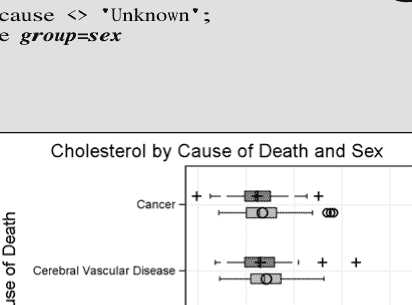 cause <> 'Unknown';
e group=sex
Cholesterol by Cause of Death and Sex
Cancer
Cerebral Vascular Disease
use of Death